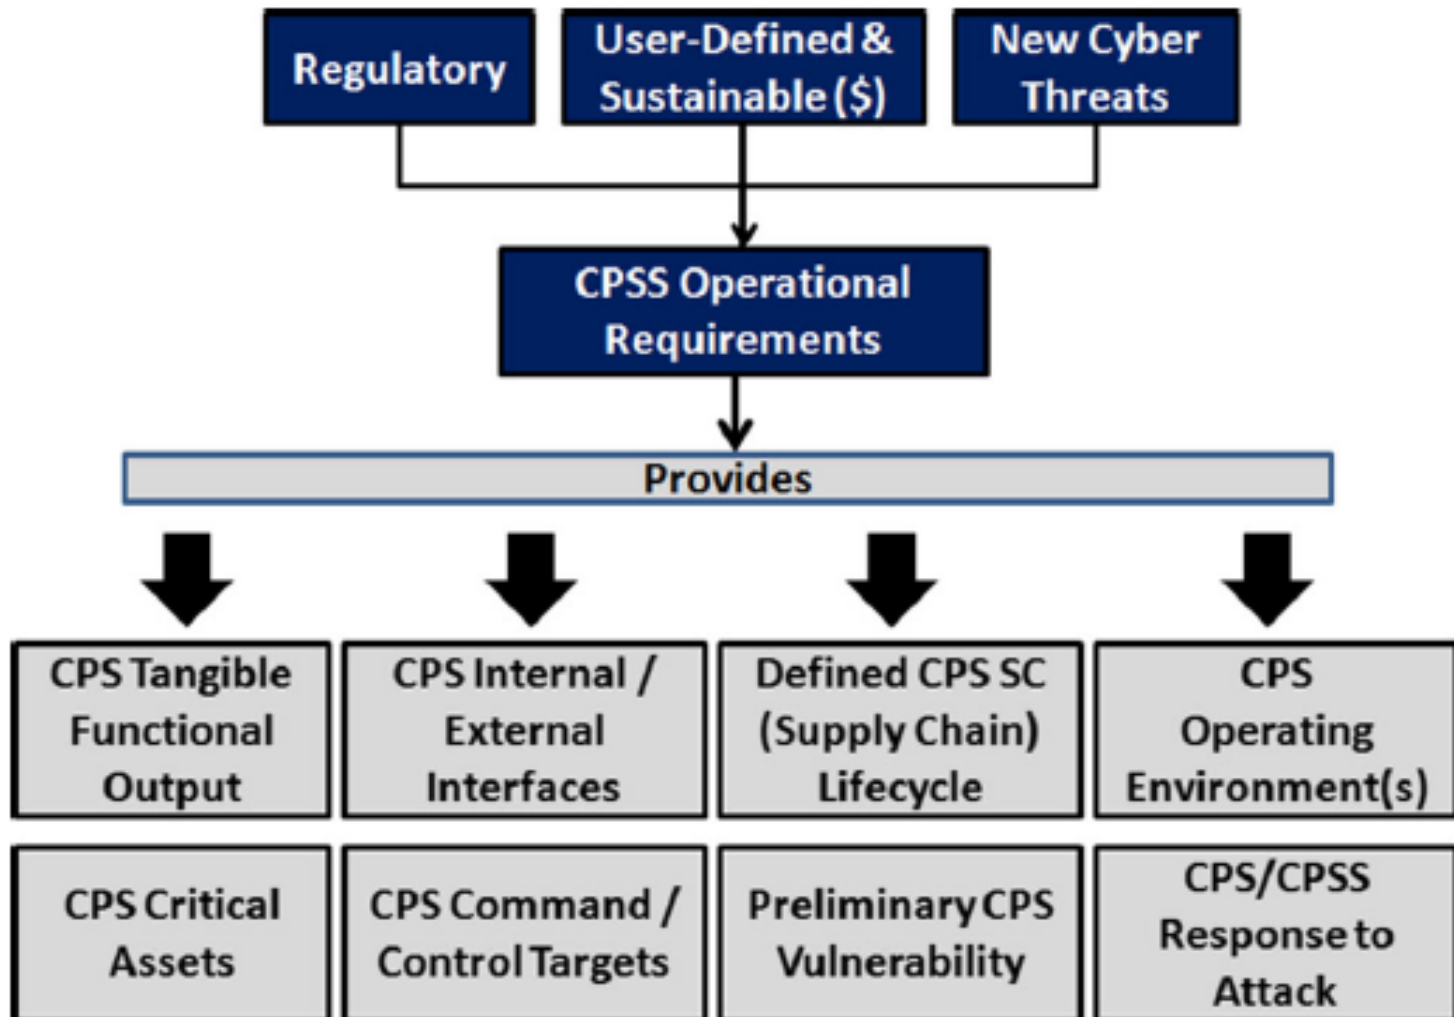 Regulatory
User-Defined &
Sustainable ($)
New Cyber
Threats
CPSS Operational
Requirements
Provides
CPS Tangible
Functional
Output
CPS Internal /
External
Interfaces
Defined CPS SC
(Supply Chain)
Lifecycle
CPS
Operating
Environment(s)
CPS Critical
Assets
CPS Command /
Control Targets
Preliminary CPS
Vulnerability
CPS/CPSS
Response to
Attack